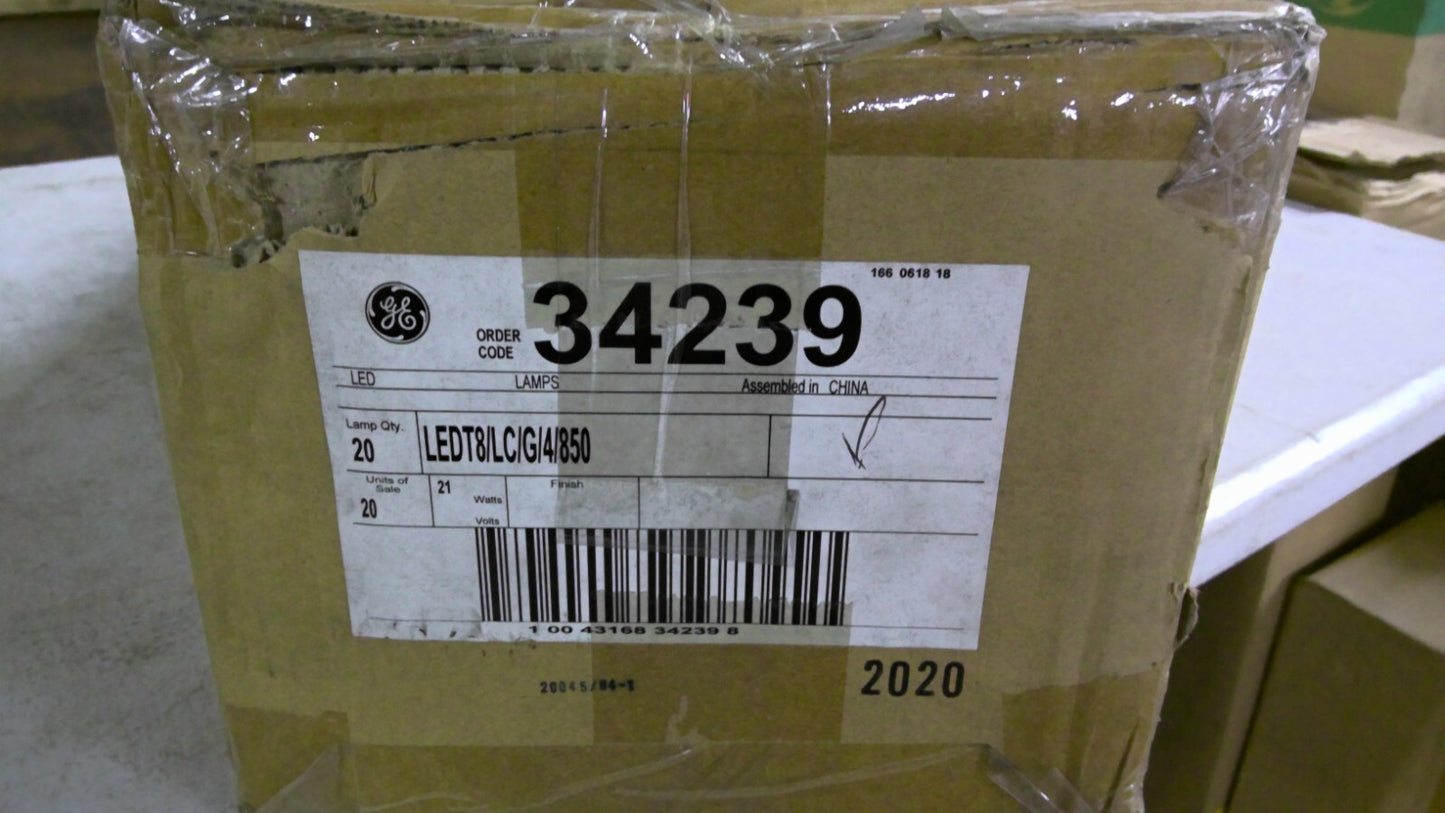 166 0618 18
GE
ORDER CODE 34239
LED LAMPS Assembled in CHINA
Lamp Qty.
20 LEDT8/LC/G/4/850
Units of Sale 21 Watts Finish
20 Volts
1 00 43168 34239 8
20045/04-1
2020